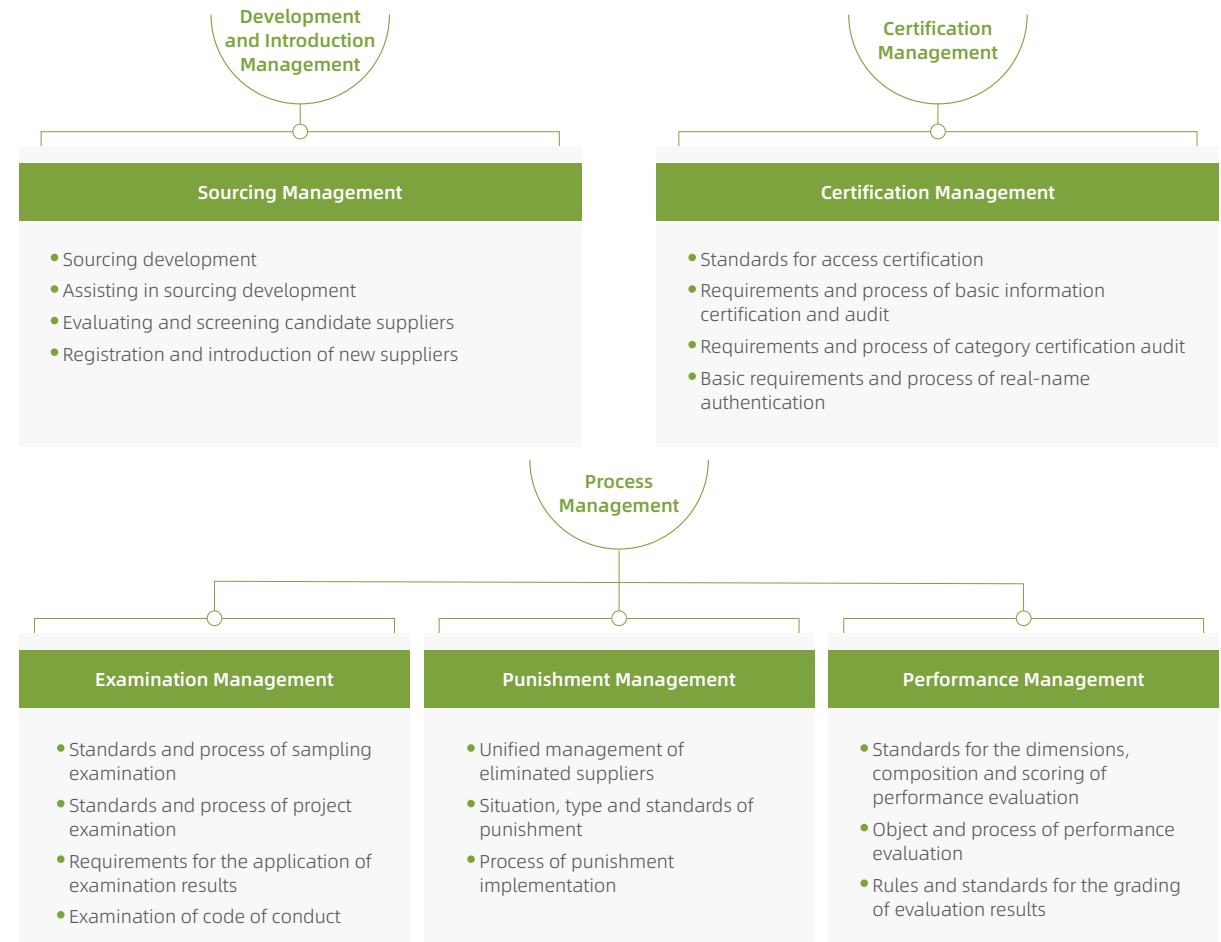 Development
and Introduction
Management
Certification
Management
Sourcing Management
• Sourcing development
• Assisting in sourcing development
• Evaluating and screening candidate suppliers
• Registration and introduction of new suppliers
Certification Management
• Standards for access certification
• Requirements and process of basic information
certification and audit
• Requirements and process of category certification audit
• Basic requirements and process of real-name
authentication
Process
Management
Examination Management
• Standards and process of sampling
examination
• Standards and process of project
examination
• Requirements for the application of
examination results
• Examination of code of conduct
Punishment Management
• Unified management of
eliminated suppliers
• Situation, type and standards of
punishment
• Process of punishment
implementation
Performance Management
• Standards for the dimensions,
composition and scoring of
performance evaluation
• Object and process of performance
evaluation
• Rules and standards for the grading
of evaluation results